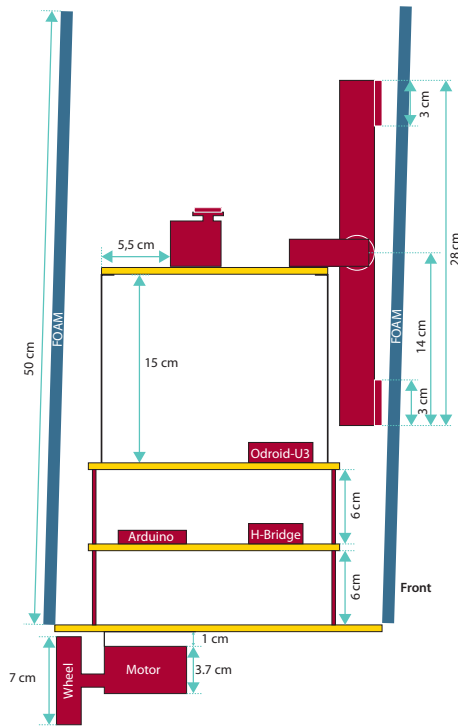 3 cm
28 cm
5,5 cm
FOAM
FOAM
50 cm
15 cm
14 cm
3 cm
Odroid-U3
6 cm
Arduino
H-Bridge
6 cm
Front
1 cm
7 cm
Wheel
Motor
3.7 cm